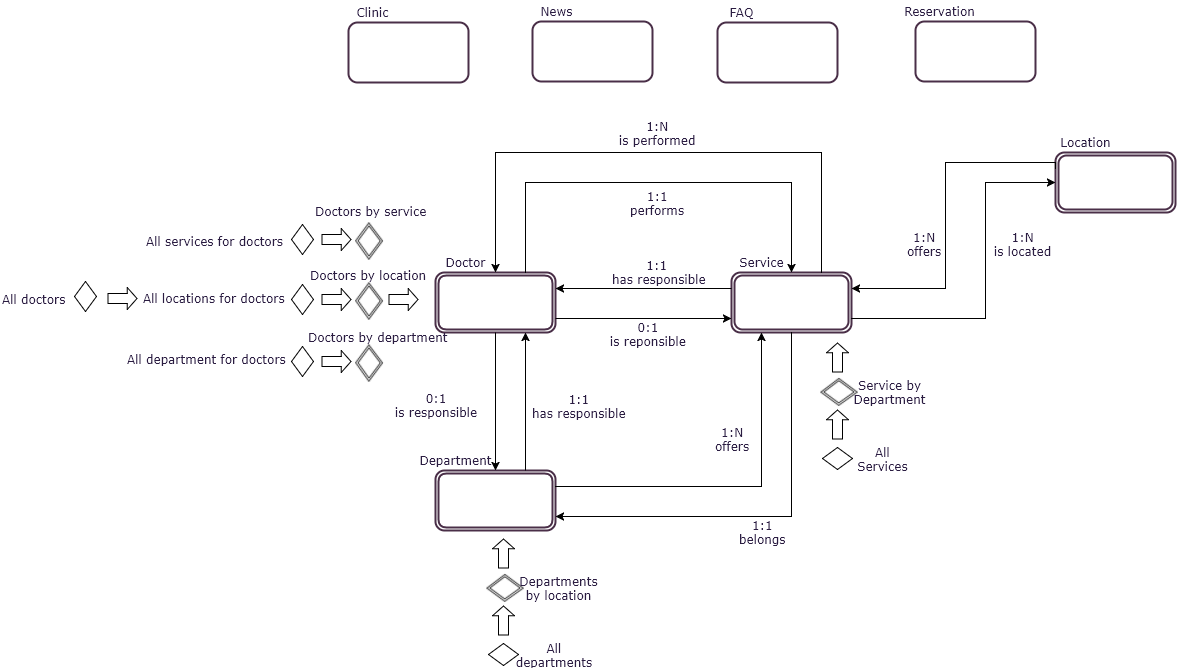 Clinic
News
FAQ
Reservation
1:N
is performed
Location
1:1
performs
Doctors by service
All services for doctors
1:N
offers
1:N
is located
Doctor
Service
1:1
has responsible
Doctors by location
All doctors
All locations for doctors
0:1
is reponsible
Doctors by department
All department for doctors
0:1
is responsible
1:1
has responsible
Service by
Department
1:N
offers
All
Services
Department
1:1
belongs
Departments
by location
All
departments